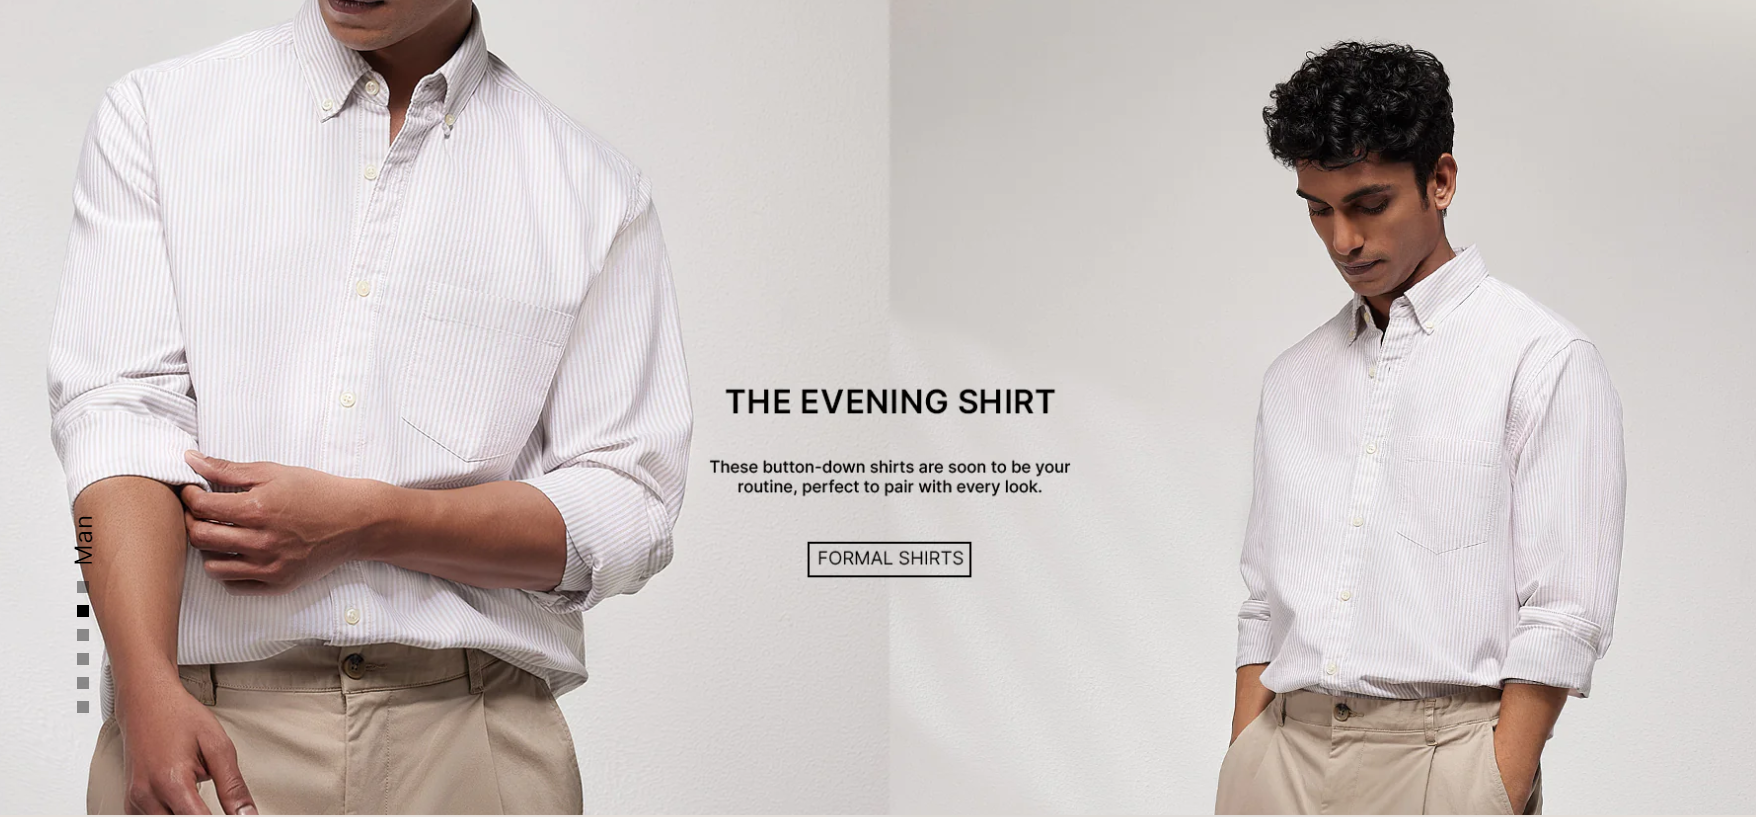 THE EVENING SHIRT
These button-down shirts are soon to be your
routine, perfect to pair with every look.
FORMAL SHIRTS
Man